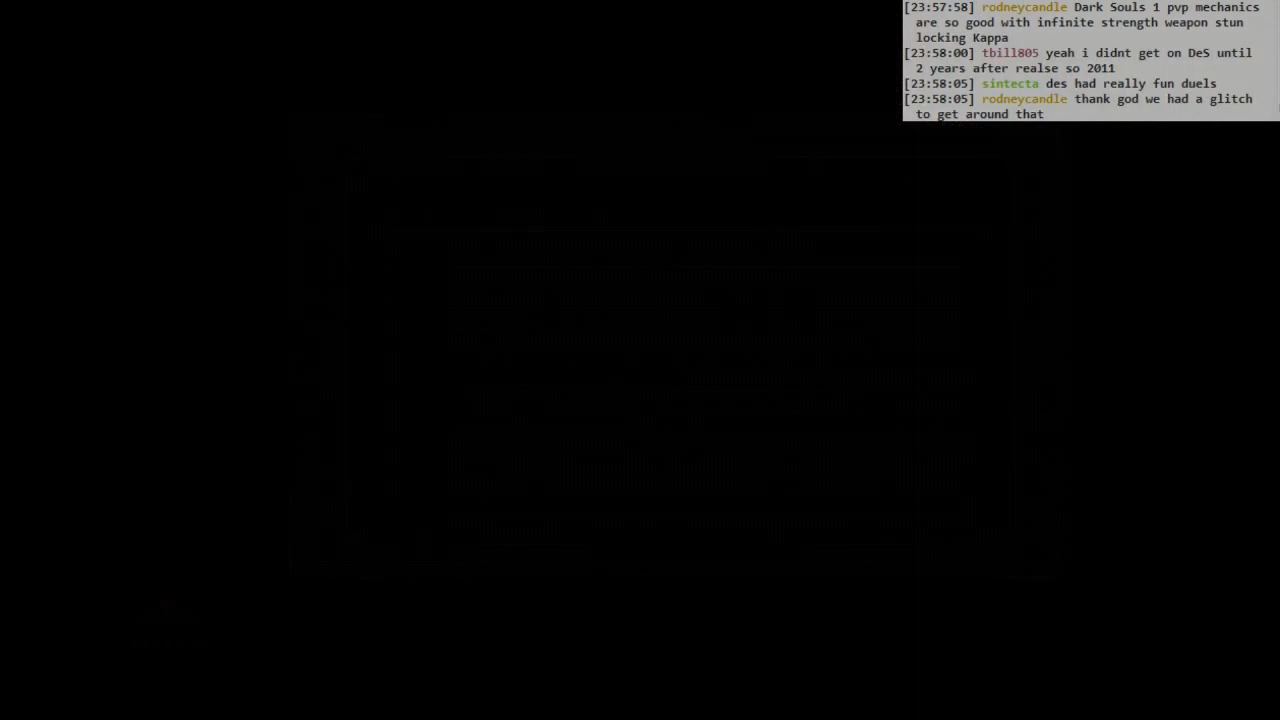 [23:57:58] rodneycandle Dark Souls 1 pvp mechanics
are so good with infinite strength weapon stun
locking Kappa
[23:58:00] tbill805 yeah i didnt get on DeS until
2 years after realse so 2011
[23:58:05] sintecta des had really fun duels
[23:58:05] rodneycandle thank god we had a glitch
to get around that